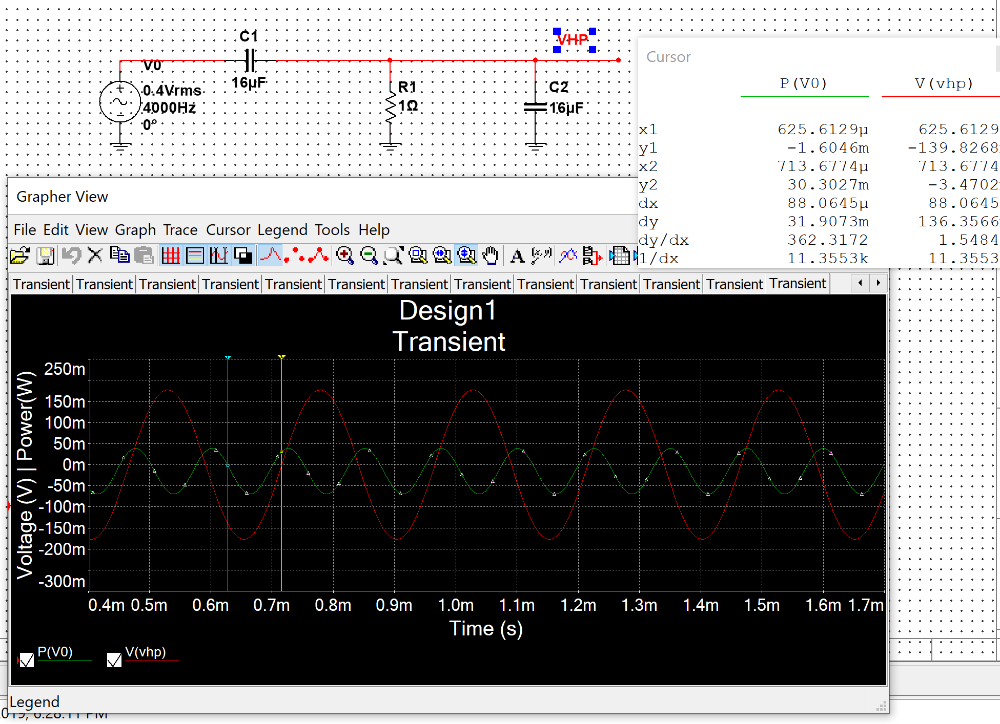 C1
VHP
V0
16µF
0.4Vrms
4000Hz
0°
R1
1Ω
C2
16µF
Cursor
P(V0) V(vhp)
x1 625.6129µ 625.6129
y1 -1.6046m -139.8268
x2 713.6774µ 713.6774
y2 30.3027m -3.4702
dx 88.0645µ 88.0645
dy 31.9073m 136.3566
dy/dx 362.3172 1.5484
1/dx 11.3553k 11.3553
Grapher View
File Edit View Graph Trace Cursor Legend Tools Help
Transient Transient Transient Transient Transient Transient Transient Transient Transient Transient Transient Transient Transient
Design1
Transient
Voltage (V) | Power(W)
250m
150m
100m
50m
0m
-50m
-100m
-150m
-200m
-300m
0.4m 0.5m 0.6m 0.7m 0.8m 0.9m 1.0m 1.1m 1.2m 1.3m 1.4m 1.5m 1.6m 1.7m
Time (s)
P(V0) V(vhp)
Legend